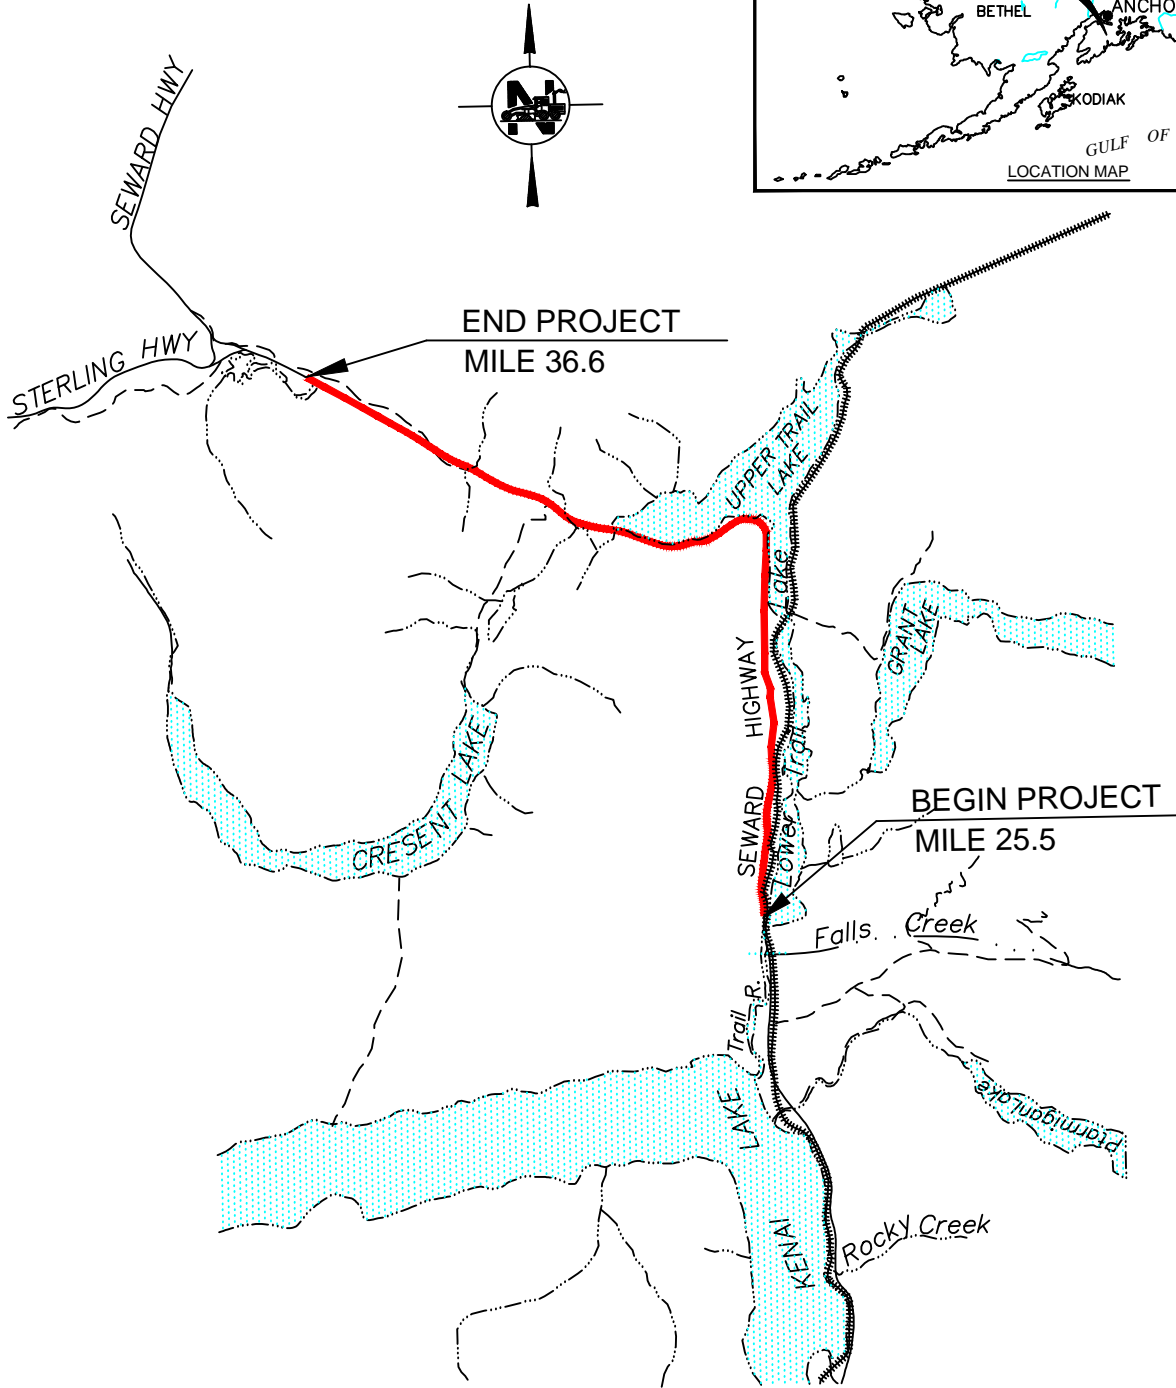 BETHEL
ANCHO
KODIAK
GULF OF
LOCATION MAP
N
SEWARD HWY
STERLING HWY
END PROJECT
MILE 36.6
UPPER TRAIL
LAKE
GRANT
LAKE
SEWARD HIGHWAY
Lower Trail Lake
CRESENT LAKE
BEGIN PROJECT
MILE 25.5
Falls Creek
Trail R.
Ptarmigan Lake
KENAI LAKE
Rocky Creek